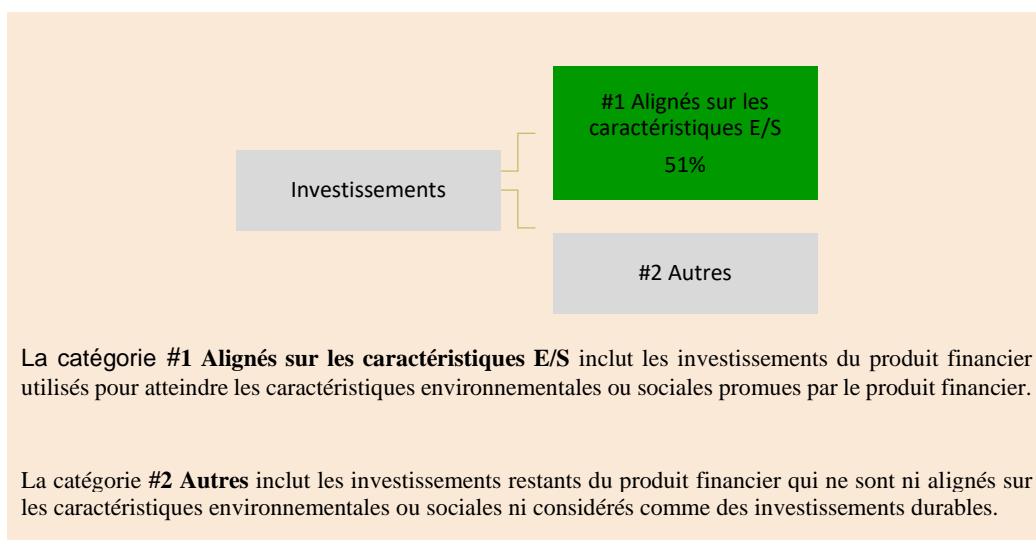 #1 Alignés sur les
caractéristiques E/S
51%
Investissements
#2 Autres
La catégorie #1 Alignés sur les caractéristiques E/S inclut les investissements du produit financier
utilisés pour atteindre les caractéristiques environnementales ou sociales promues par le produit financier.
La catégorie #2 Autres inclut les investissements restants du produit financier qui ne sont ni alignés sur
les caractéristiques environnementales ou sociales ni considérés comme des investissements durables.